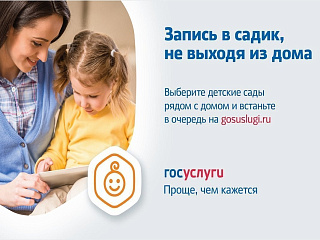 Запись в садик,
не выходя из дома
Выберите детские сады
рядом с домом и встаньте
в очередь на gosuslugi.ru
госуслуги
Проще, чем кажется